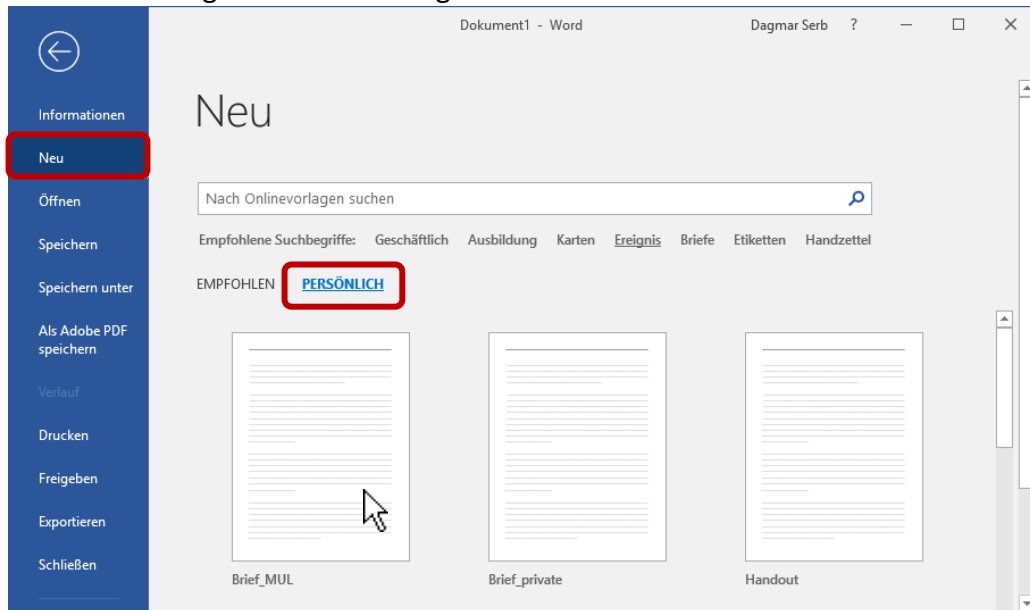 Dokument1 - Word Dagmar Serb ?
Informationen
Neu
Öffnen
Speichern
Speichern unter
Als Adobe PDF
speichern
Verlauf
Drucken
Freigeben
Exportieren
Schließen
Neu
Nach Onlinevorlagen suchen
Empfohlene Suchbegriffe: Geschäftlich Ausbildung Karten Ereignis Briefe Etiketten Handzettel
EMPFOHLEN PERSÖNLICH
Brief_MUL Brief_private Handout